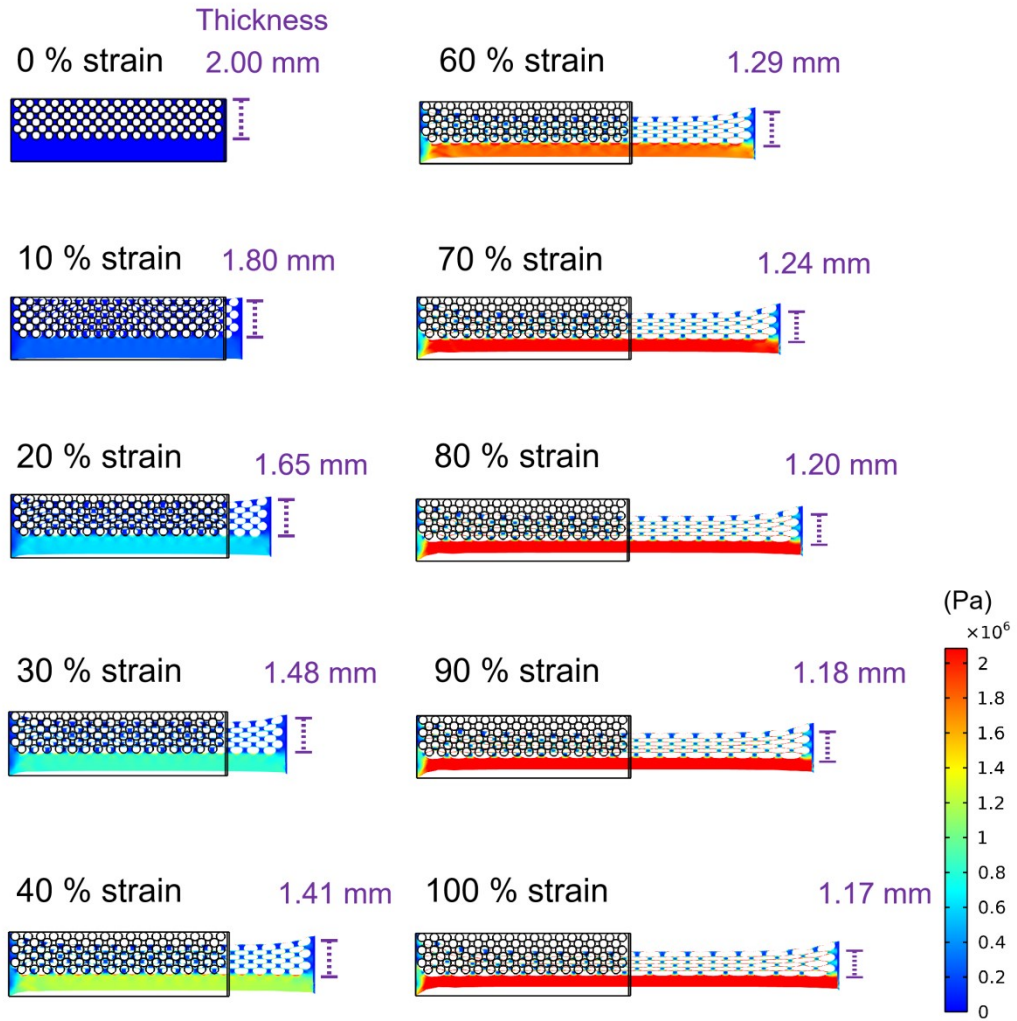 Thickness
0 % strain 2.00 mm
60 % strain 1.29 mm
10 % strain 1.80 mm
70 % strain 1.24 mm
20 % strain 1.65 mm
80 % strain 1.20 mm
30 % strain 1.48 mm
90 % strain 1.18 mm
40 % strain 1.41 mm
100 % strain 1.17 mm
(Pa)
×10⁶
2
1.8
1.6
1.4
1.2
1
0.8
0.6
0.4
0.2
0